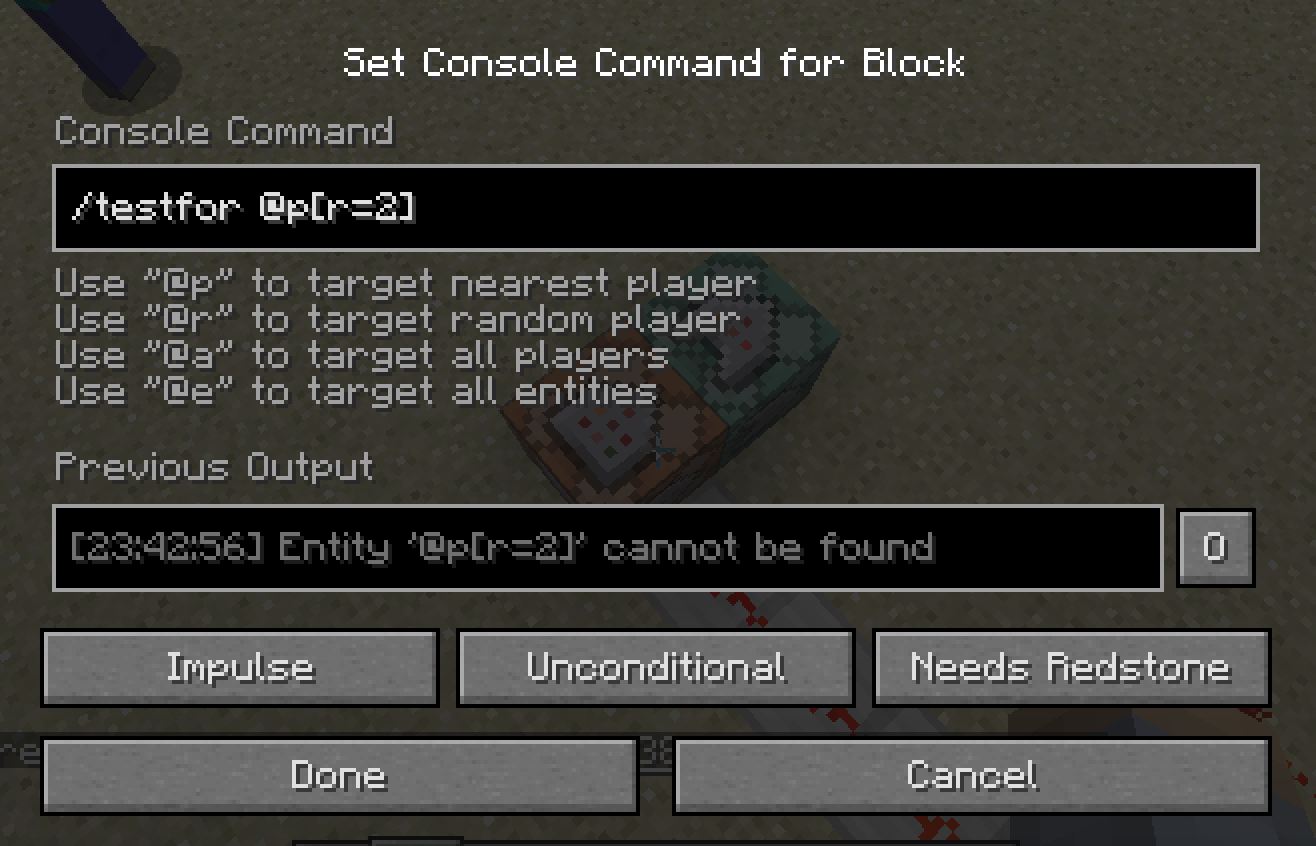 Set Console Command for Block
Console Command
/testfor @p[r=2]
Use "@p" to target nearest player
Use "@r" to target random player
Use "@a" to target all players
Use "@e" to target all entities
Previous Output
[23:42:56] Entity '@p[r=2]' cannot be found
O
Impulse
Unconditional
Needs Redstone
Done
Cancel